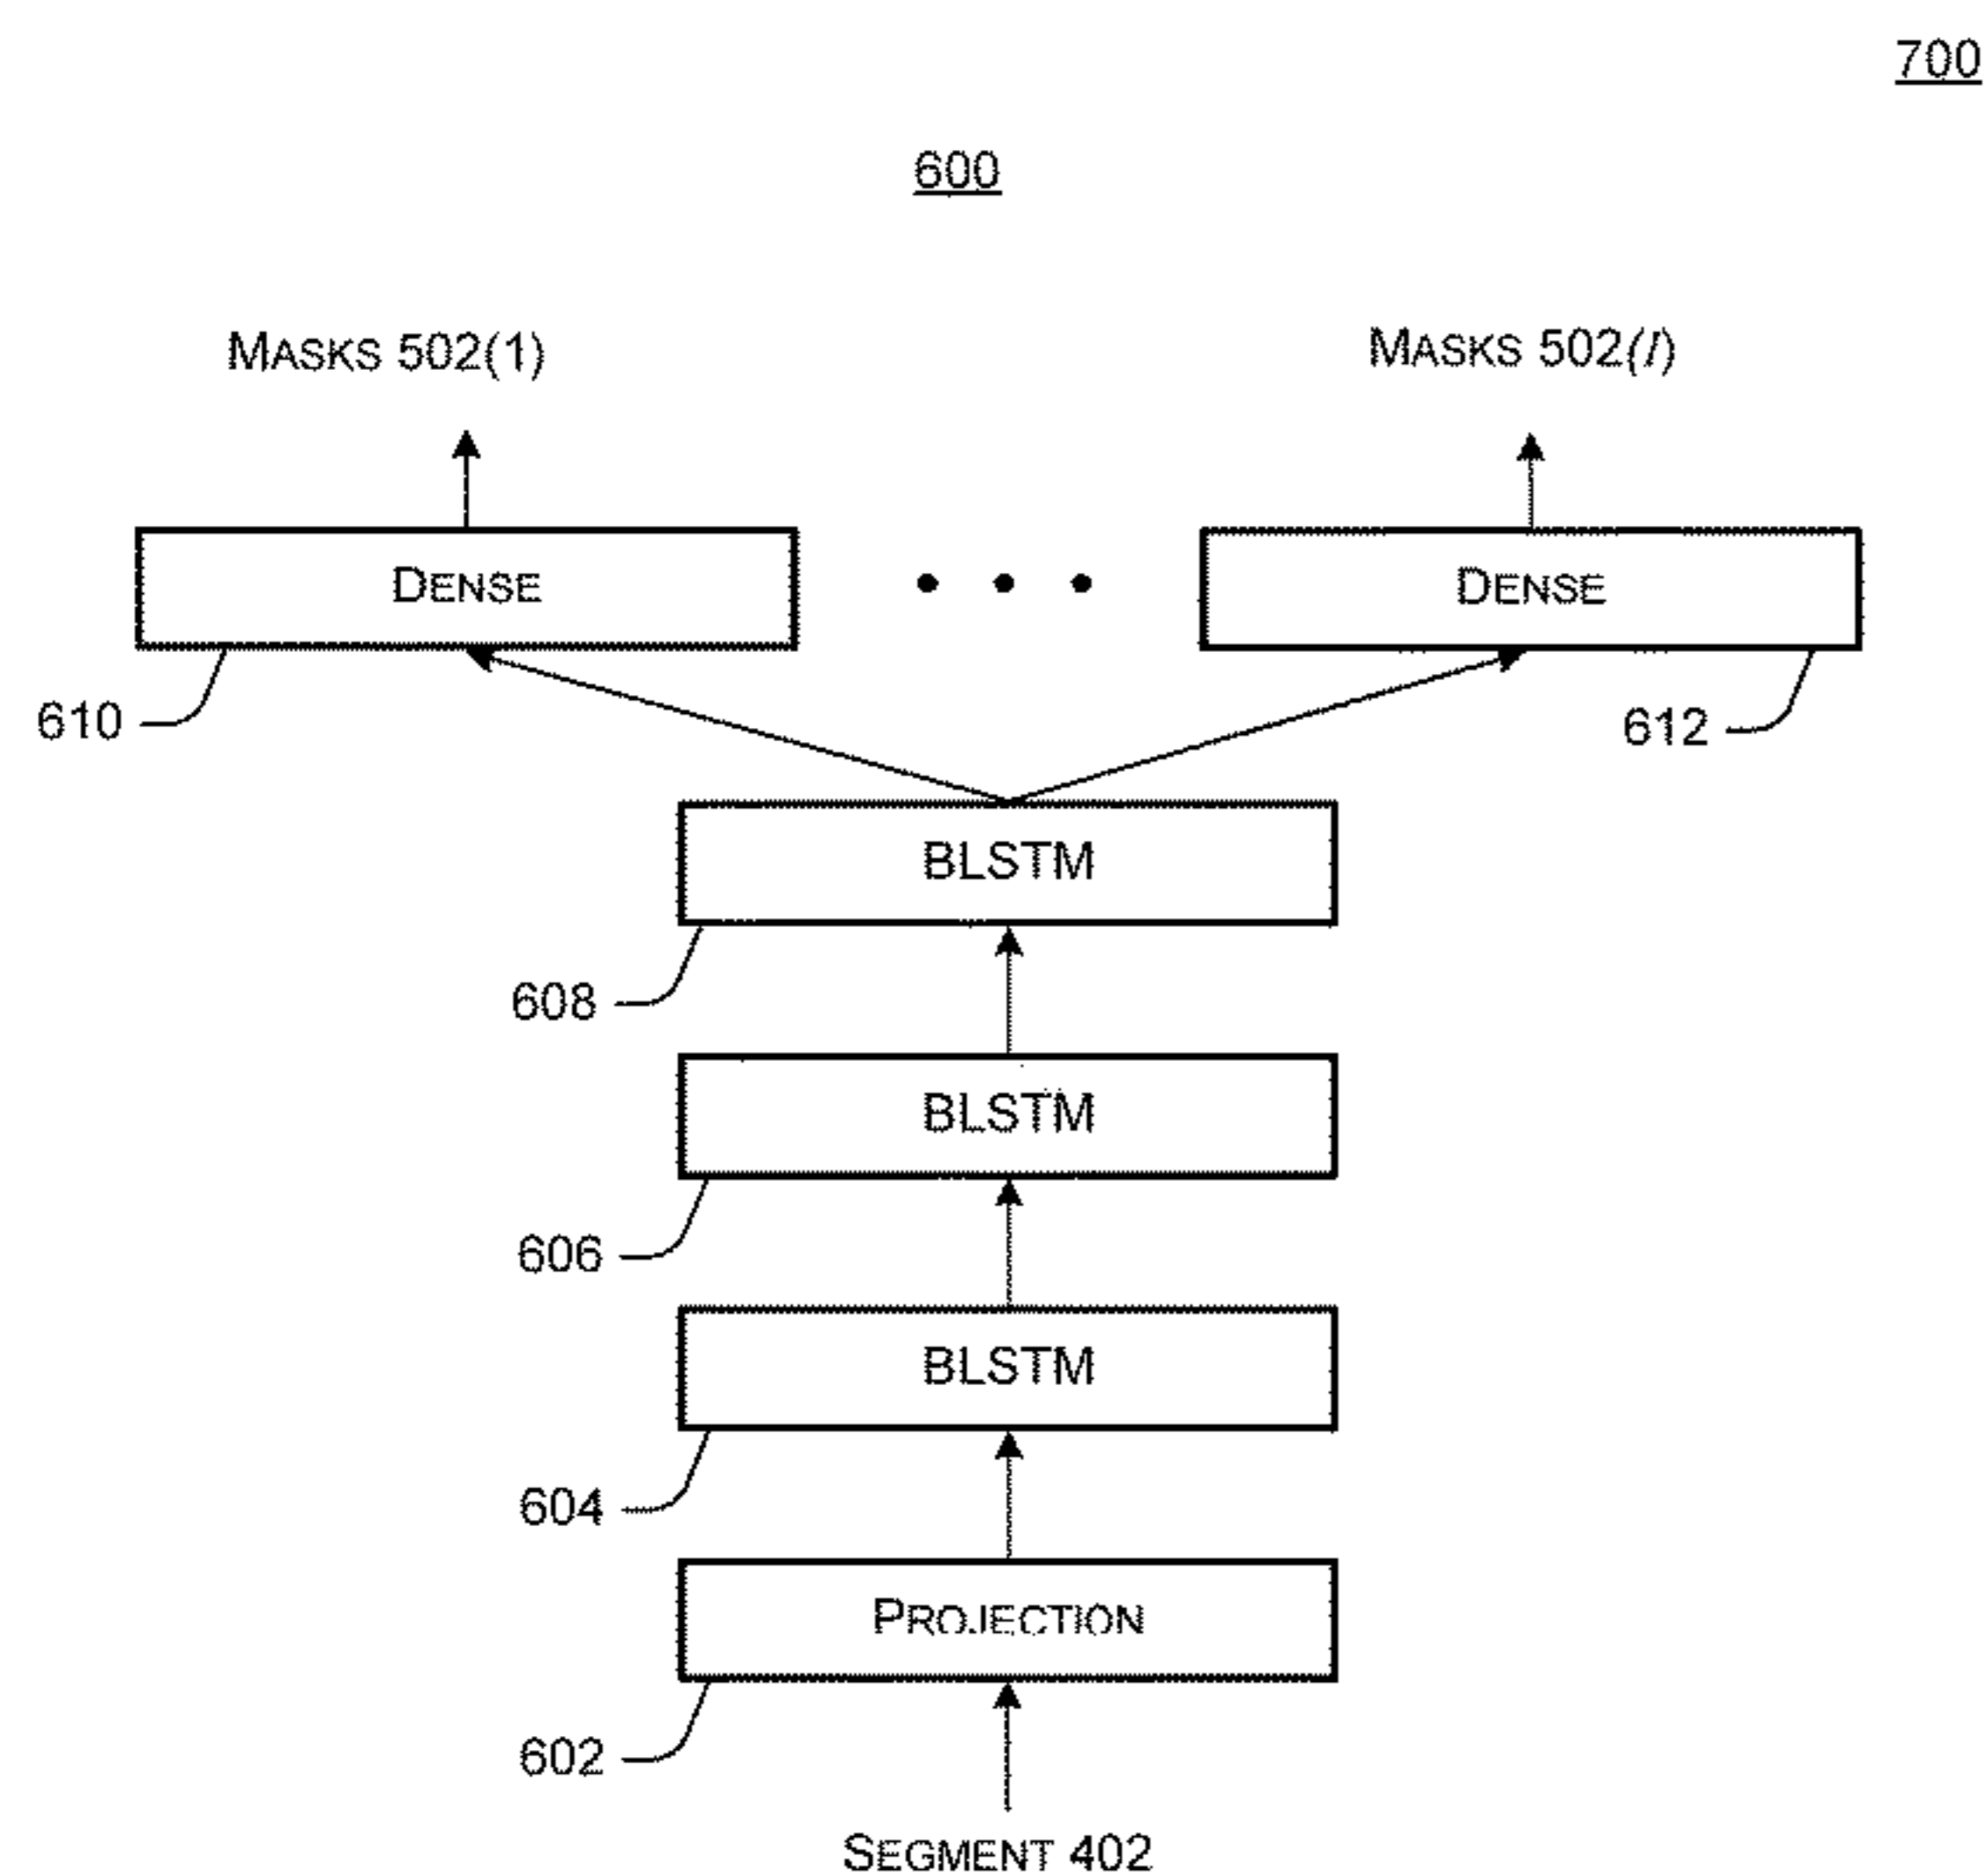 700
600
MASKS 502(1)
MASKS 502(I)
DENSE
DENSE
610
612
BLSTM
608
BLSTM
606
BLSTM
604
PROJECTION
602
SEGMENT 402